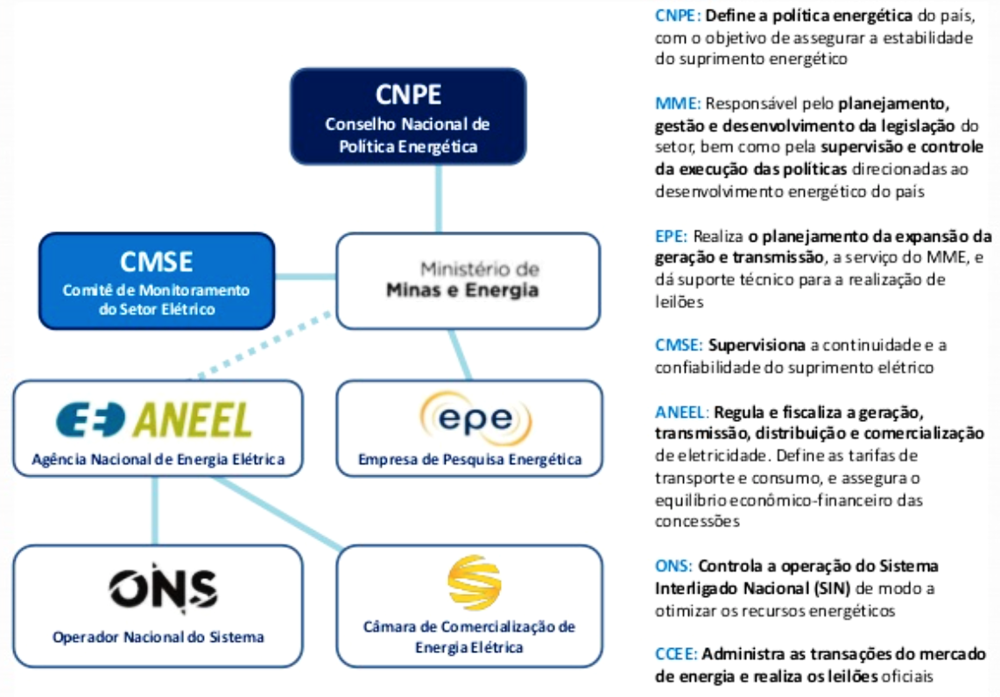 CNPE
Conselho Nacional de
Política Energética
CMSE
Comitê de Monitoramento
do Setor Elétrico
Ministério de
Minas e Energia
ANEEL
Agência Nacional de Energia Elétrica
epe
Empresa de Pesquisa Energética
ONS
Operador Nacional do Sistema
Câmara de Comercialização de
Energia Elétrica
CNPE: Define a política energética do país,
com o objetivo de assegurar a estabilidade
do suprimento energético
MME: Responsável pelo planejamento,
gestão e desenvolvimento da legislação do
setor, bem como pela supervisão e controle
da execução das políticas direcionadas ao
desenvolvimento energético do país
EPE: Realiza o planejamento da expansão da
geração e transmissão, a serviço do MME, e
dá suporte técnico para a realização de
leilões
CMSE: Supervisiona a continuidade e a
confiabilidade do suprimento elétrico
ANEEL: Regula e fiscaliza a geração,
transmissão, distribuição e comercialização
de eletricidade. Define as tarifas de
transporte e consumo, e assegura o
equilíbrio econômico-financeiro das
concessões
ONS: Controla a operação do Sistema
Interligado Nacional (SIN) de modo a
otimizar os recursos energéticos
CCEE: Administra as transações do mercado
de energia e realiza os leilões oficiais